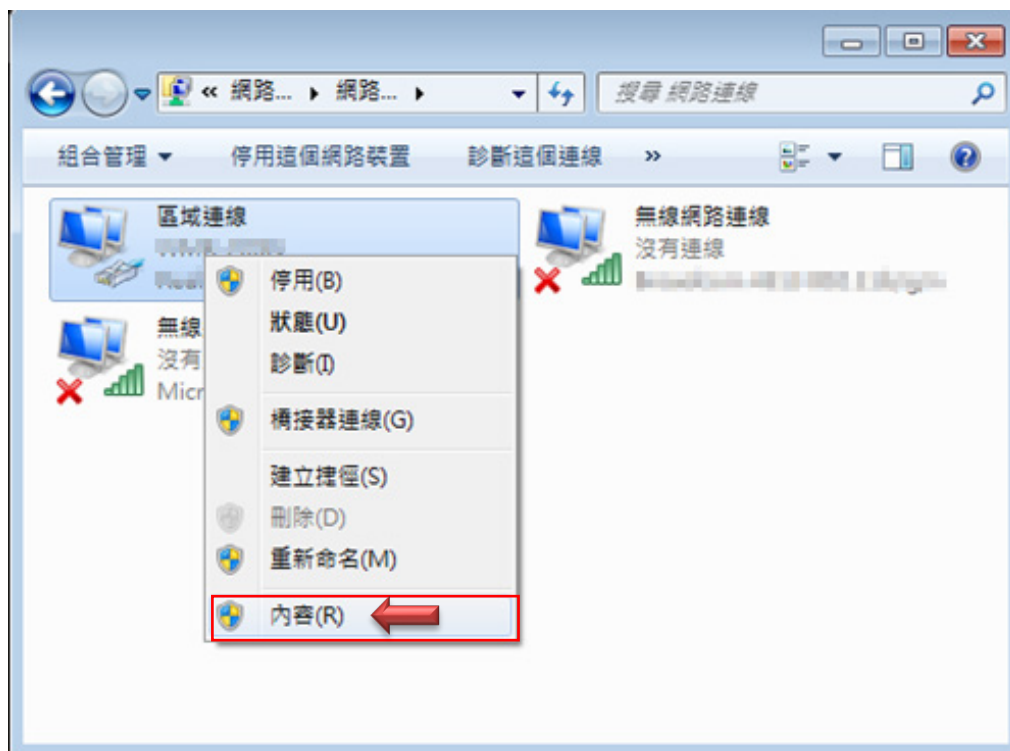 « 網路... ▸ 網路... ▸
搜尋 網路連線
組合管理 停用這個網路裝置 診斷這個連線 »
區域連線
無線網路連線
沒有連線
無線
沒有
Micr
停用(B)
狀態(U)
診斷(I)
橋接器連線(G)
建立捷徑(S)
刪除(D)
重新命名(M)
內容(R)